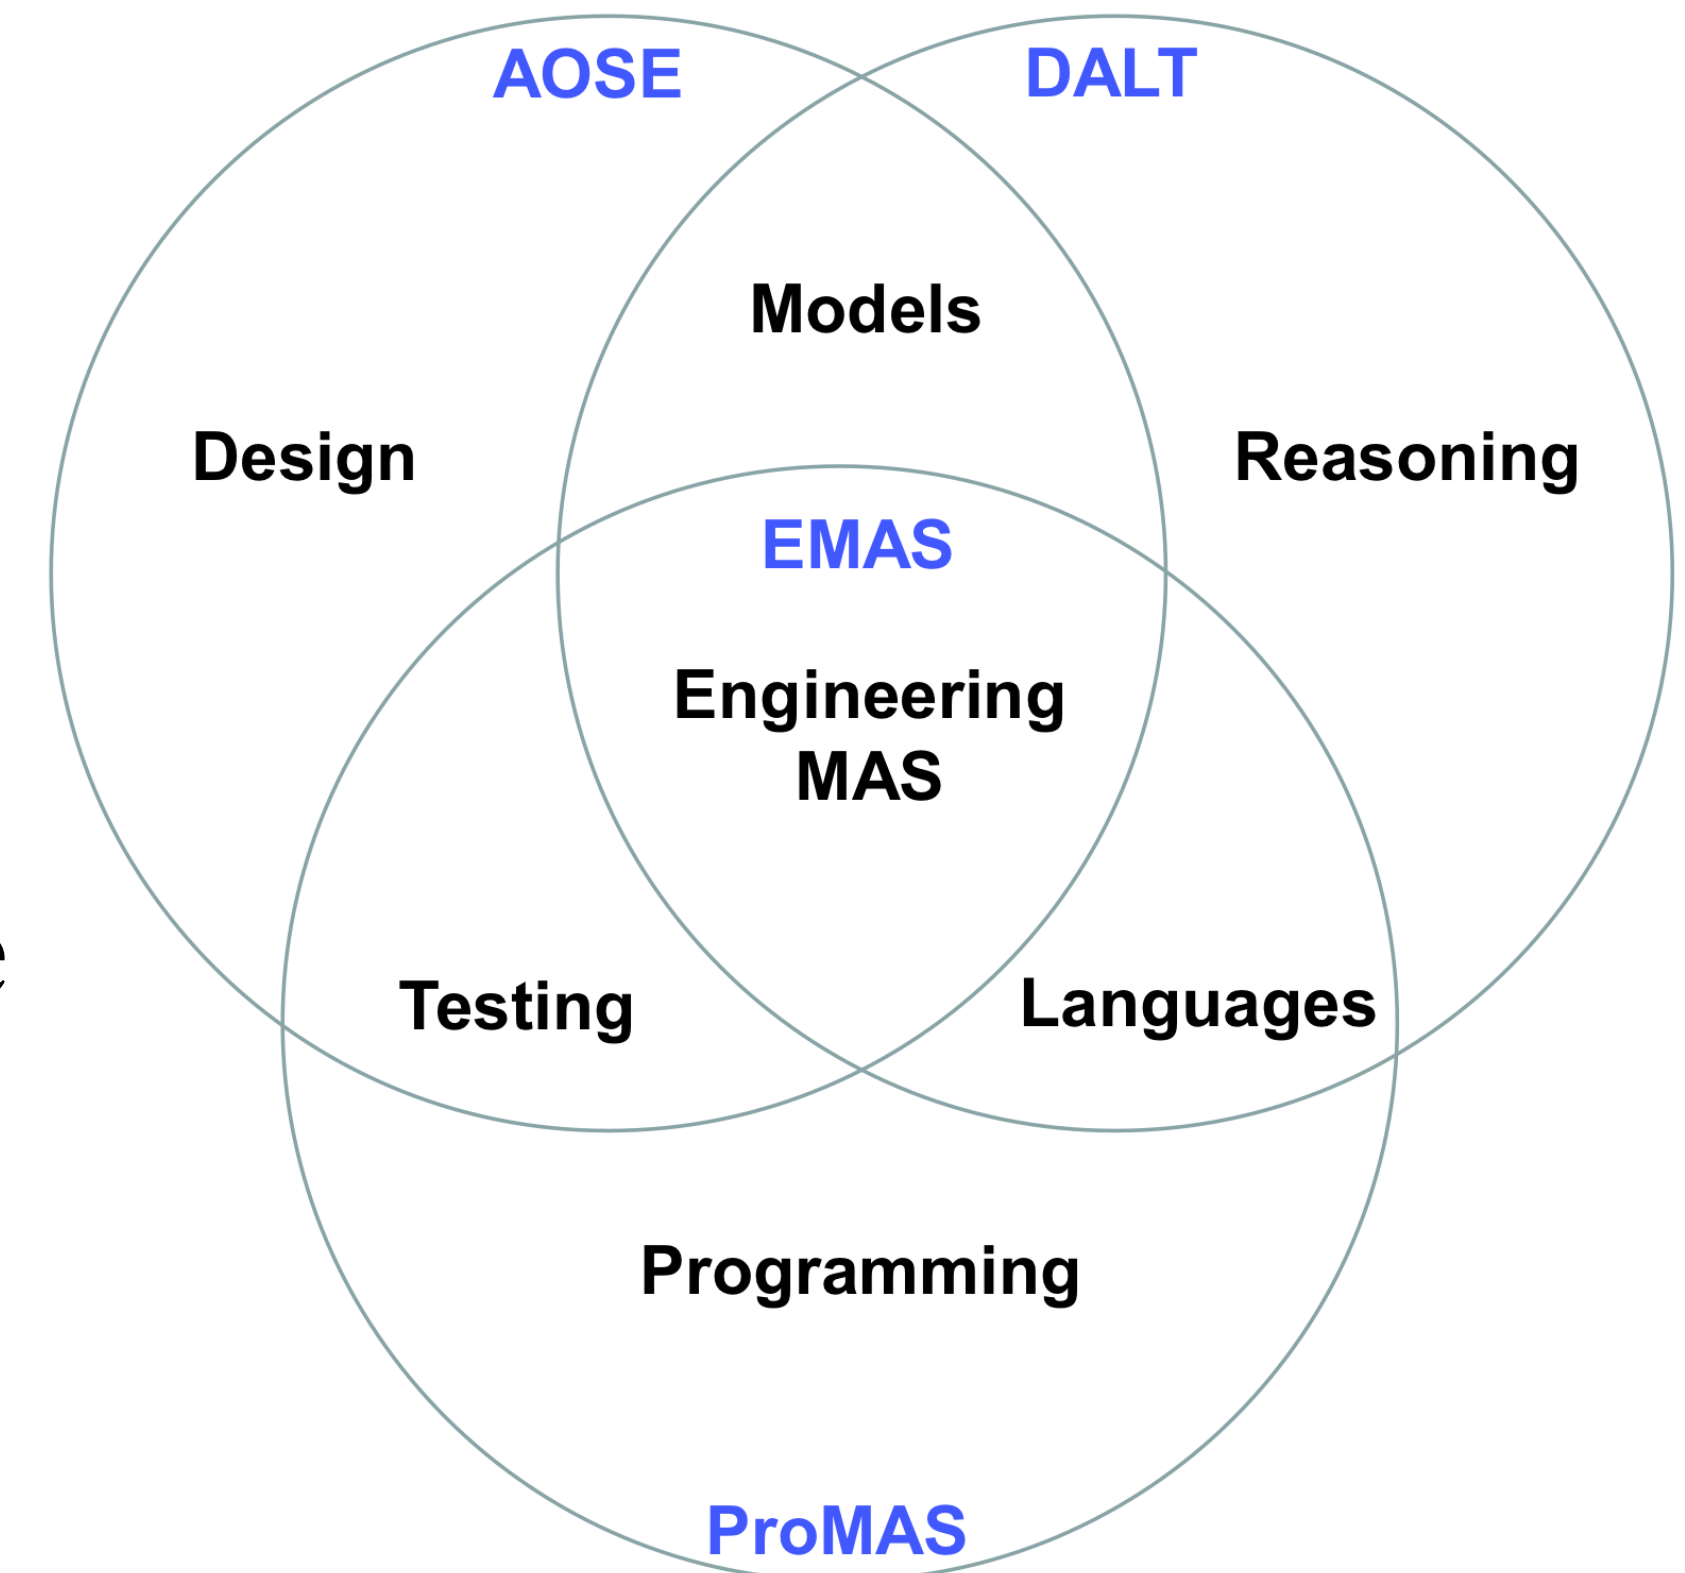 AOSE
DALT
Models
Design
Reasoning
EMAS
Engineering
MAS
e
Testing
Languages
Programming
ProMAS